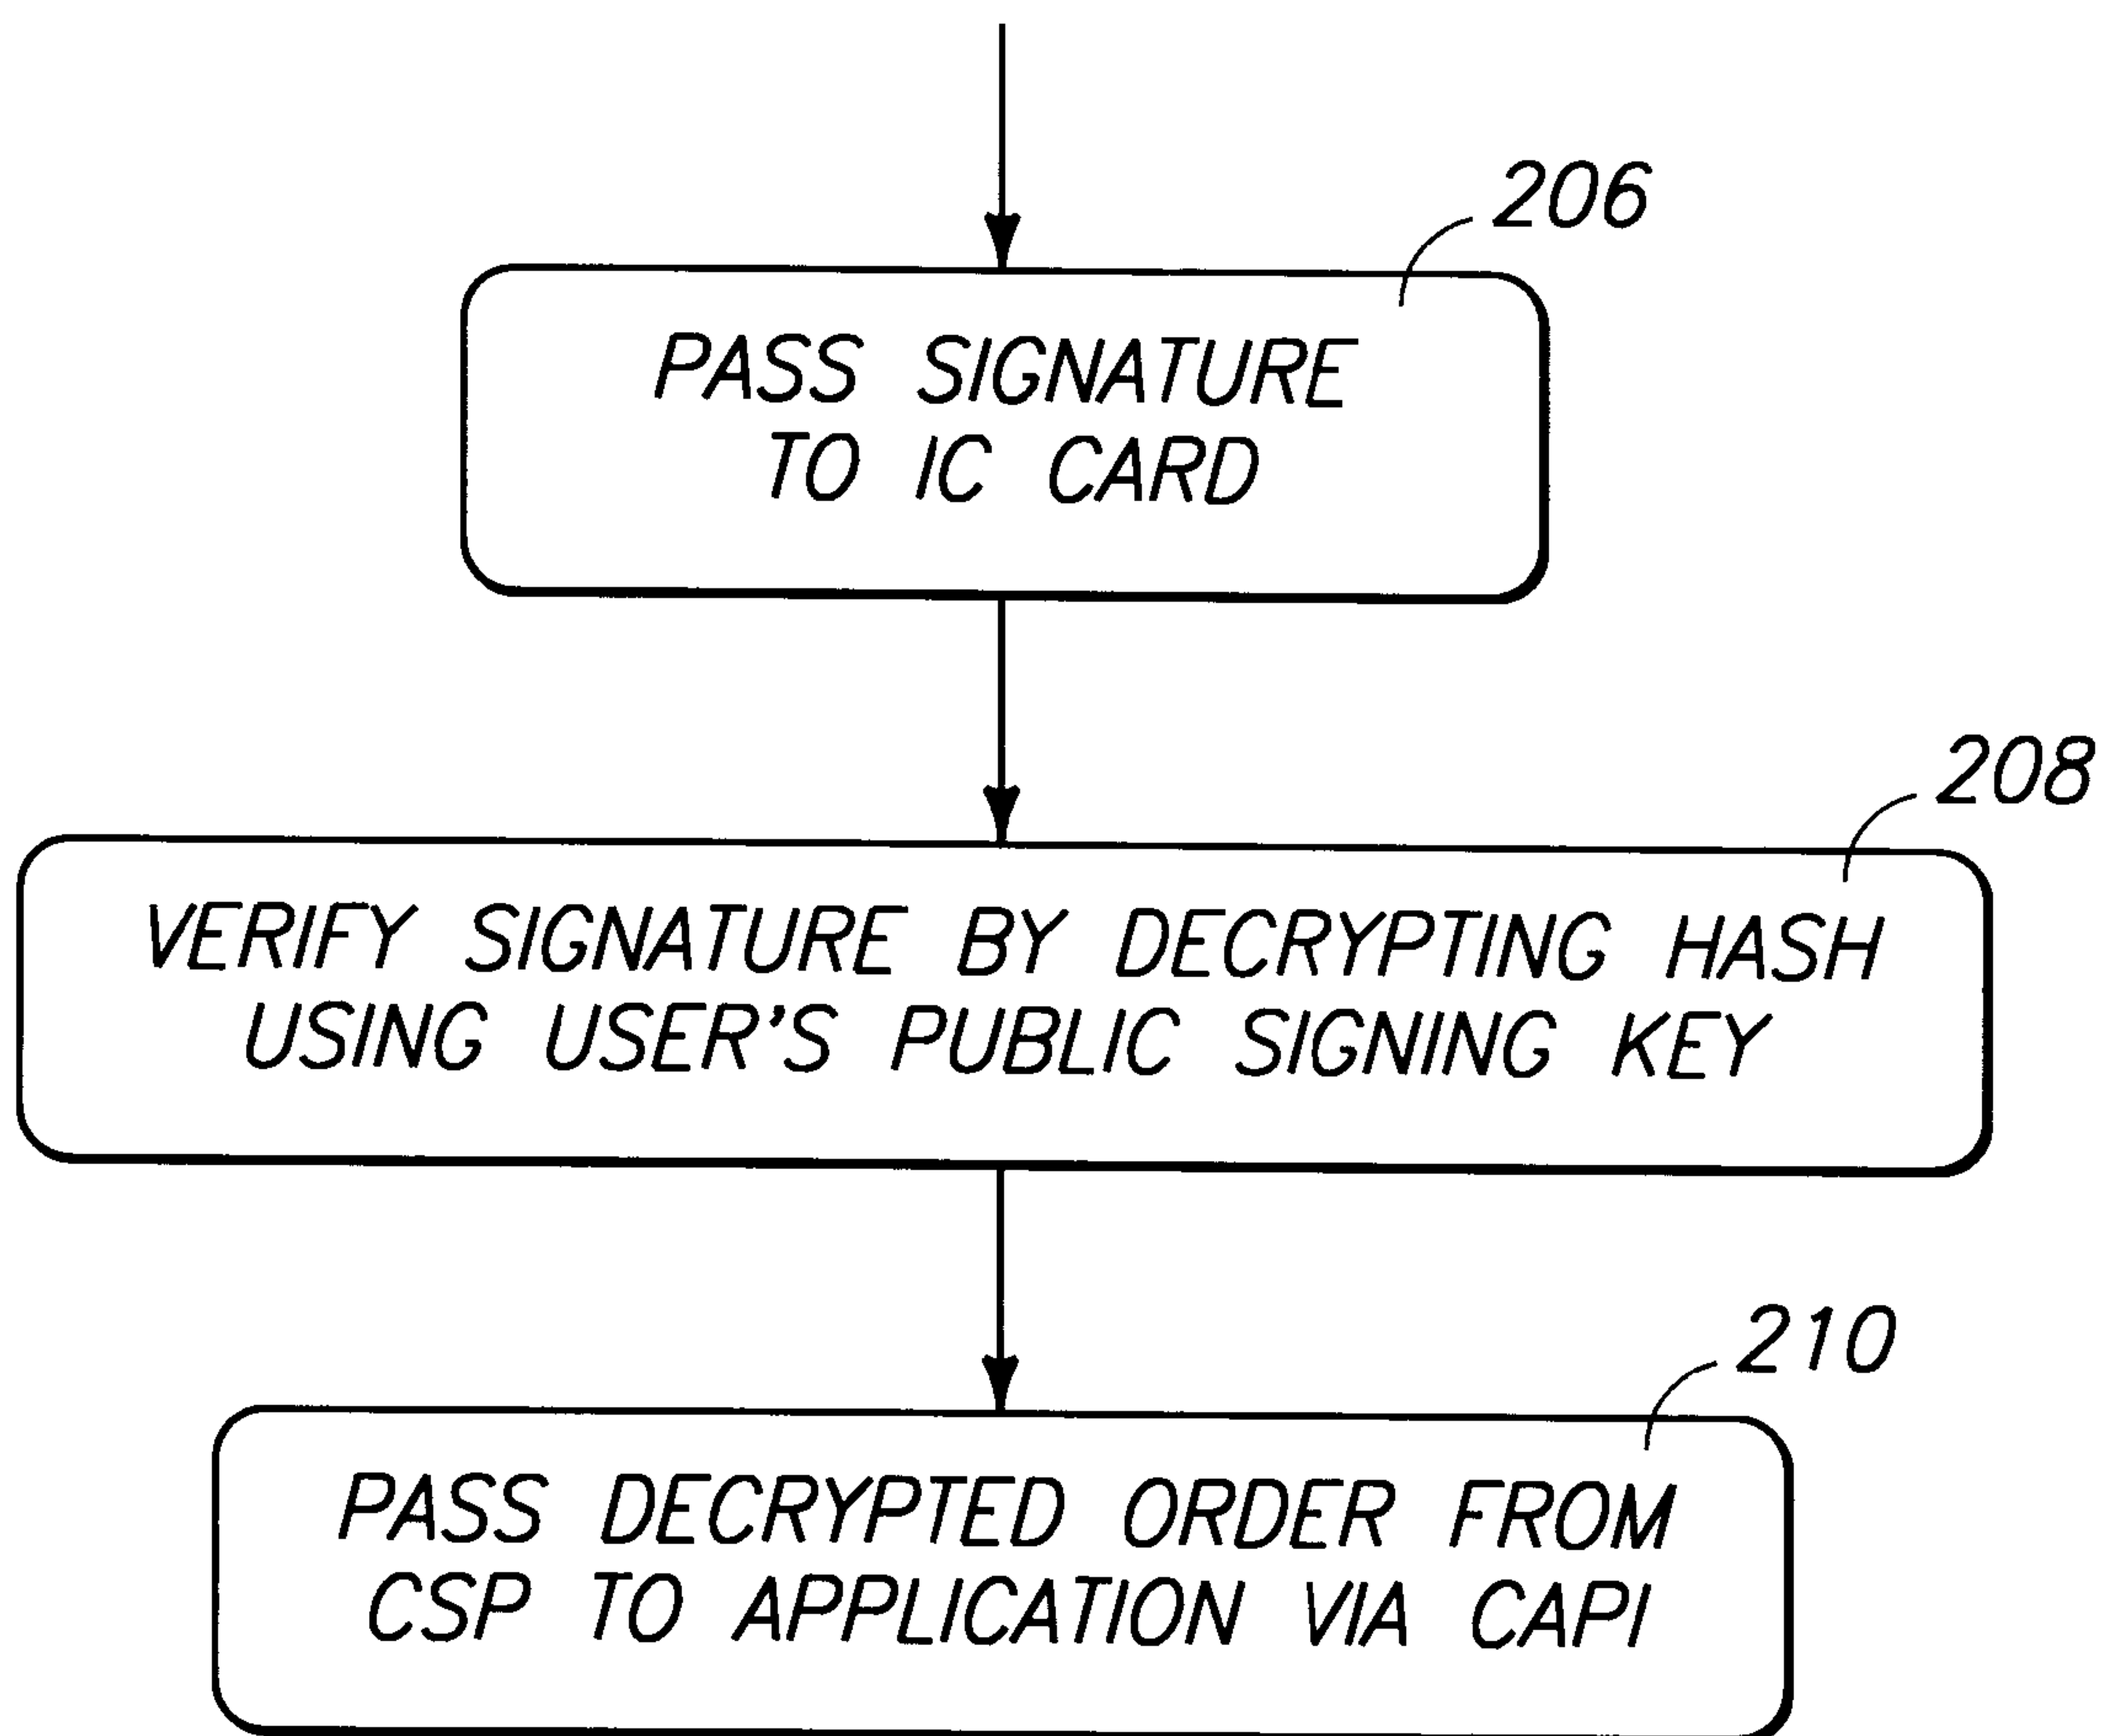 206
PASS SIGNATURE
TO IC CARD
208
VERIFY SIGNATURE BY DECRYPTING HASH
USING USER'S PUBLIC SIGNING KEY
210
PASS DECRYPTED ORDER FROM
CSP TO APPLICATION VIA CAPI